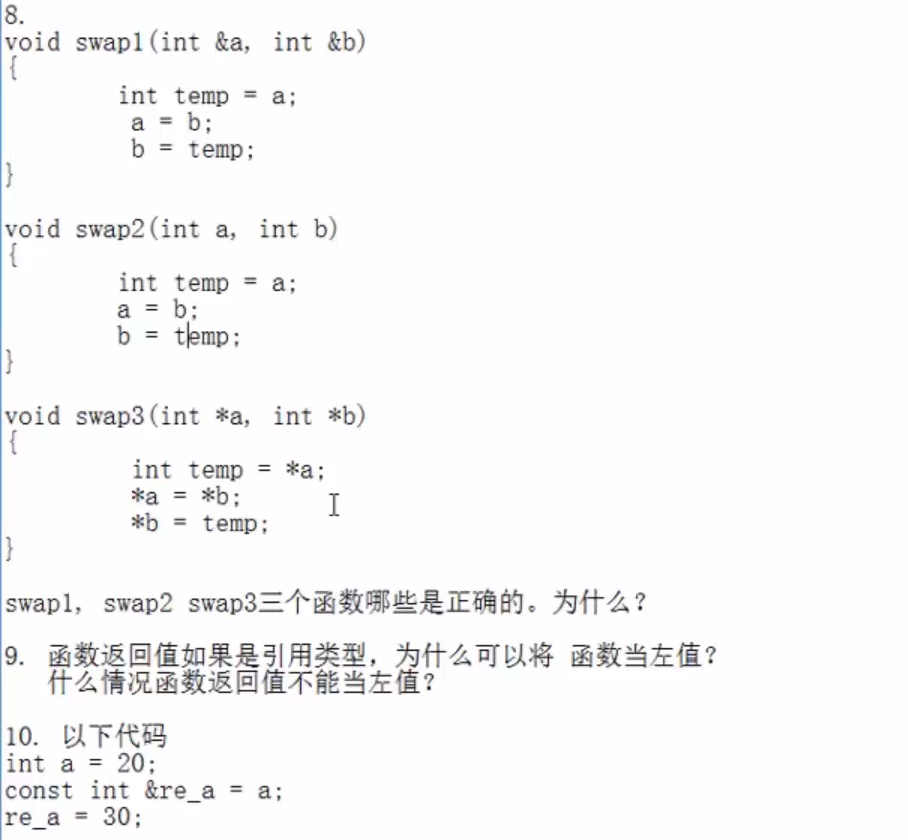 8.
void swap1(int &a, int &b)
{
int temp = a;
a = b;
b = temp;
}
void swap2(int a, int b)
{
int temp = a;
a = b;
b = temp;
}
void swap3(int *a, int *b)
{
int temp = *a;
*a = *b;
*b = temp;
}
swap1, swap2 swap3三个函数哪些是正确的。为什么?
9. 函数返回值如果是引用类型，为什么可以将 函数当左值?
什么情况函数返回值不能当左值?
10. 以下代码
int a = 20;
const int &re_a = a;
re_a = 30;